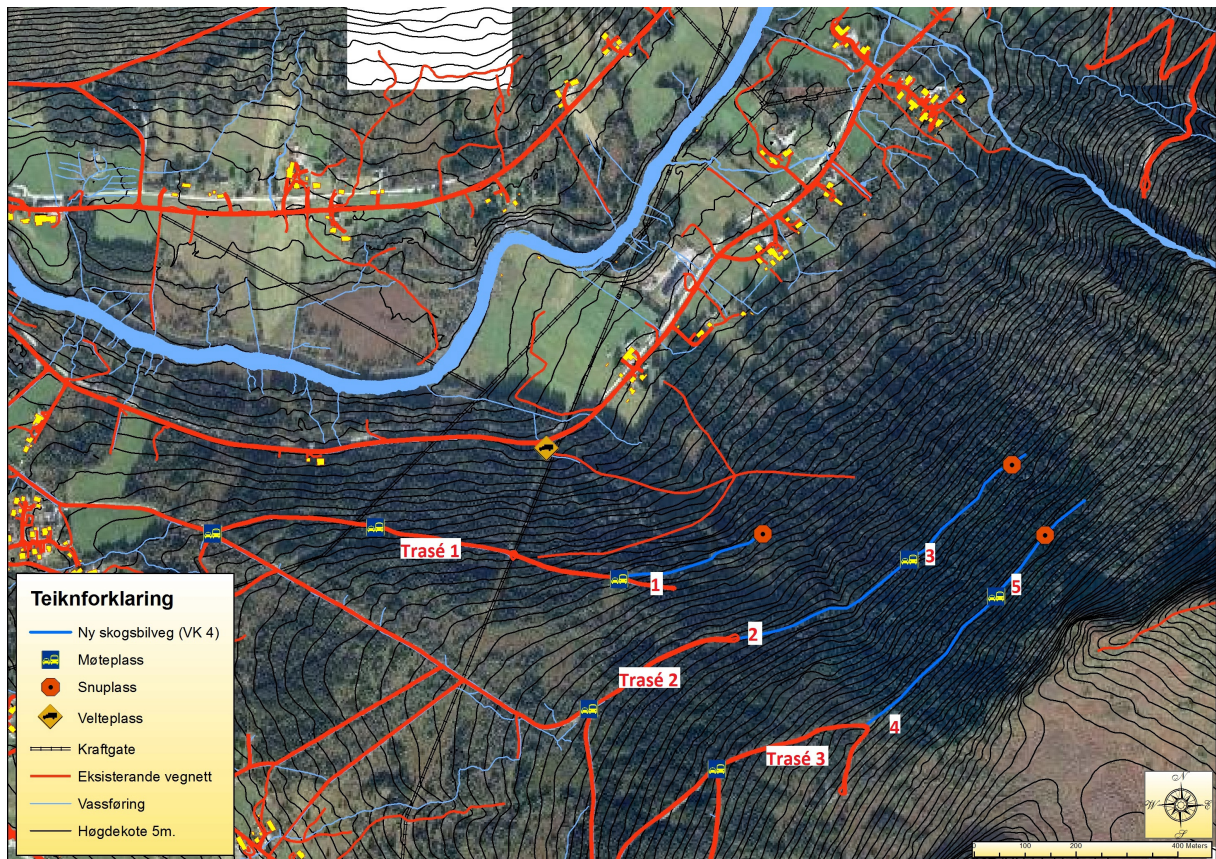 3
Trasé 1
1
5
2
Trasé 2
4
Trasé 3
Teiknforklaring
Ny skogsbilveg (VK 4)
Møteplass
Snuplass
Velteplass
Kraftgate
Eksisterande vegnett
Vassføring
Høgdekote 5m.
N
W E
S
0 100 200 400 Meters